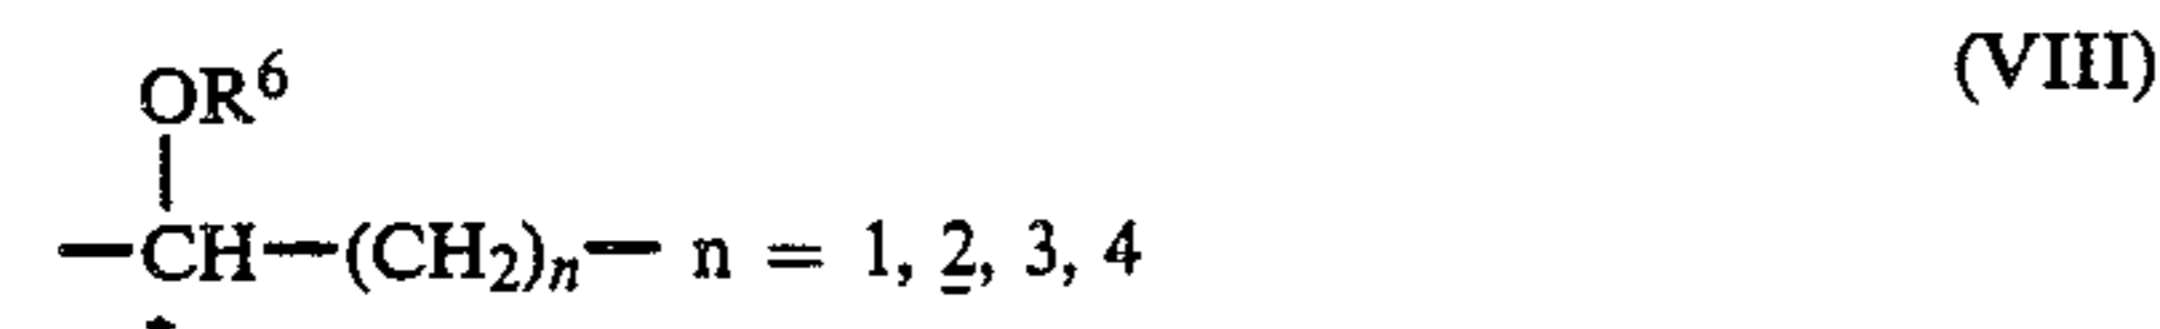 OR⁶ (VIII)
—CH—(CH₂)ₙ— n = 1, 2, 3, 4